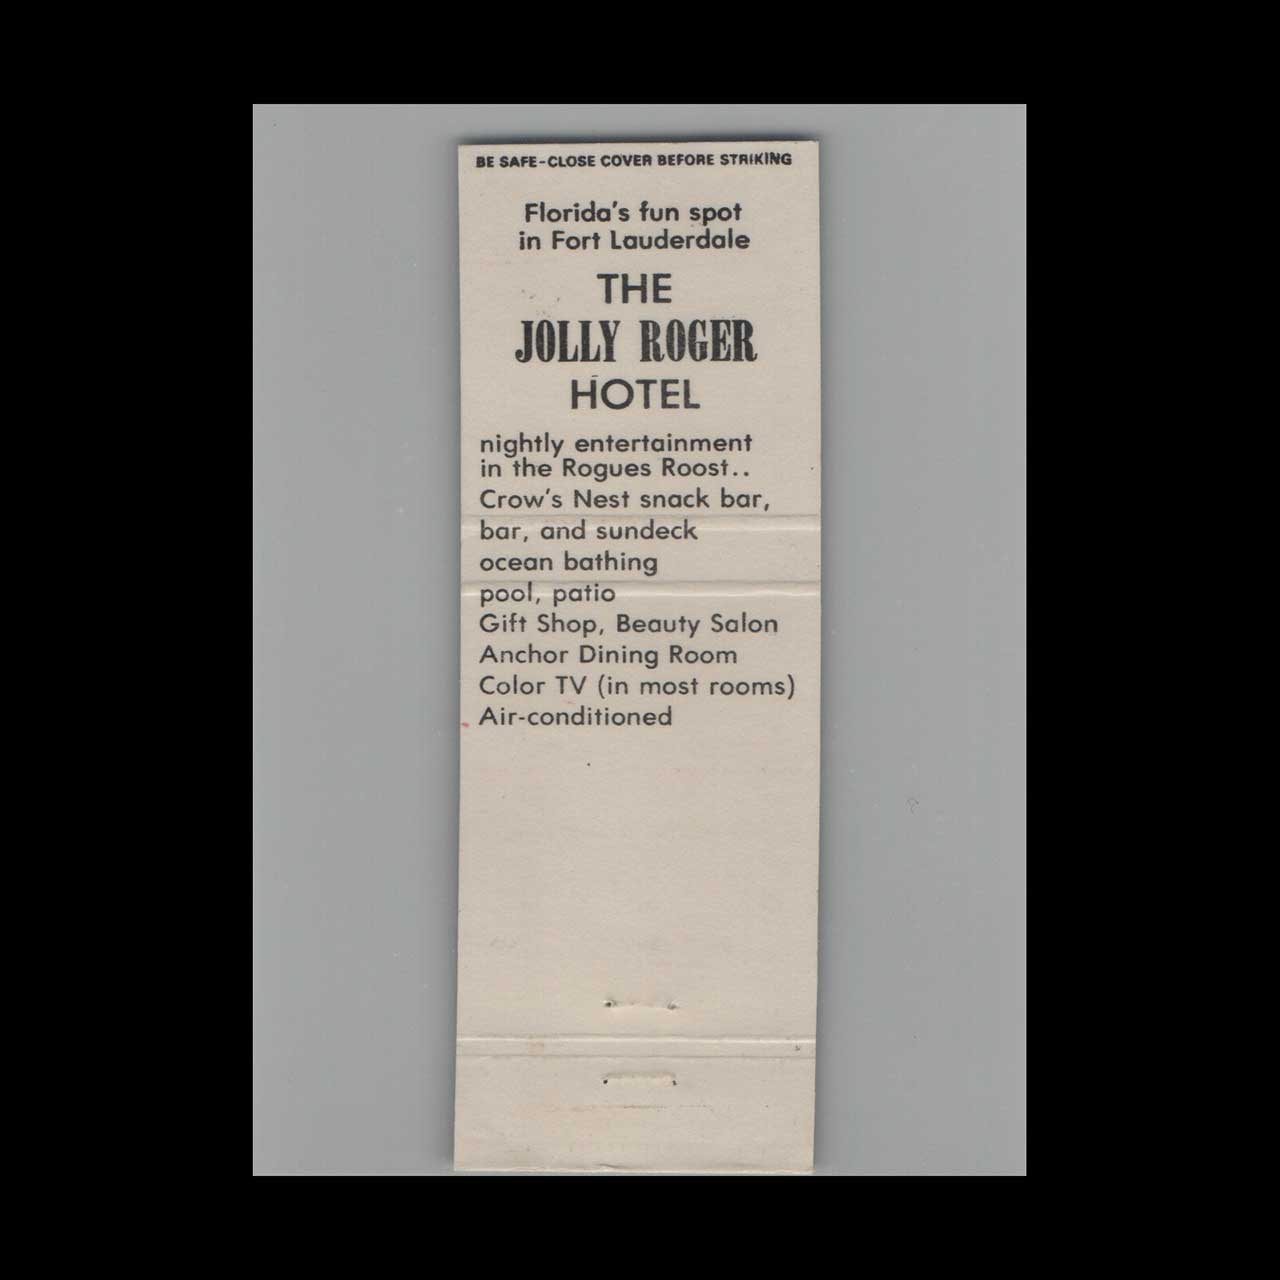 BE SAFE-CLOSE COVER BEFORE STRIKING
Florida's fun spot
in Fort Lauderdale
THE
JOLLY ROGER
HOTEL
nightly entertainment
in the Rogues Roost..
Crow's Nest snack bar,
bar, and sundeck
ocean bathing
pool, patio
Gift Shop, Beauty Salon
Anchor Dining Room
Color TV (in most rooms)
Air-conditioned